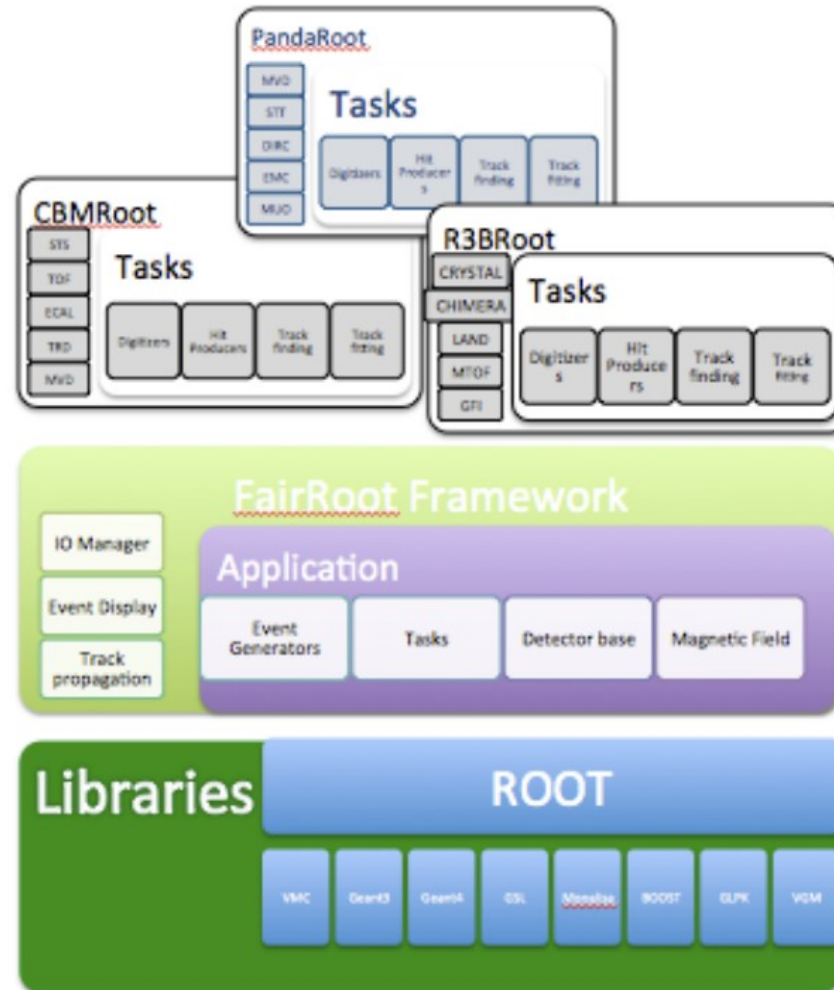 PandaRoot
MVD
STT
DIRC
EMC
MUO
Tasks
Digitizers
Hit
Producer
s
Track
finding
Track
fitting
CBMRoot
STS
TOF
ECAL
TRD
MVD
Tasks
Digitizers
Hit
Producers
Track
finding
Track
fitting
R3BRoot
CRYSTAL
CHIMERA
LAND
MTOF
GFI
Tasks
Digitizer
s
Hit
Produce
rs
Track
finding
Track
fitting
FairRoot Framework
IO Manager
Event Display
Track
propagation
Application
Event
Generators
Tasks
Detector base
Magnetic Field
Libraries
ROOT
VMC
Geant3
Geant4
GSL
Monalisa
BOOST
GLPK
VGM